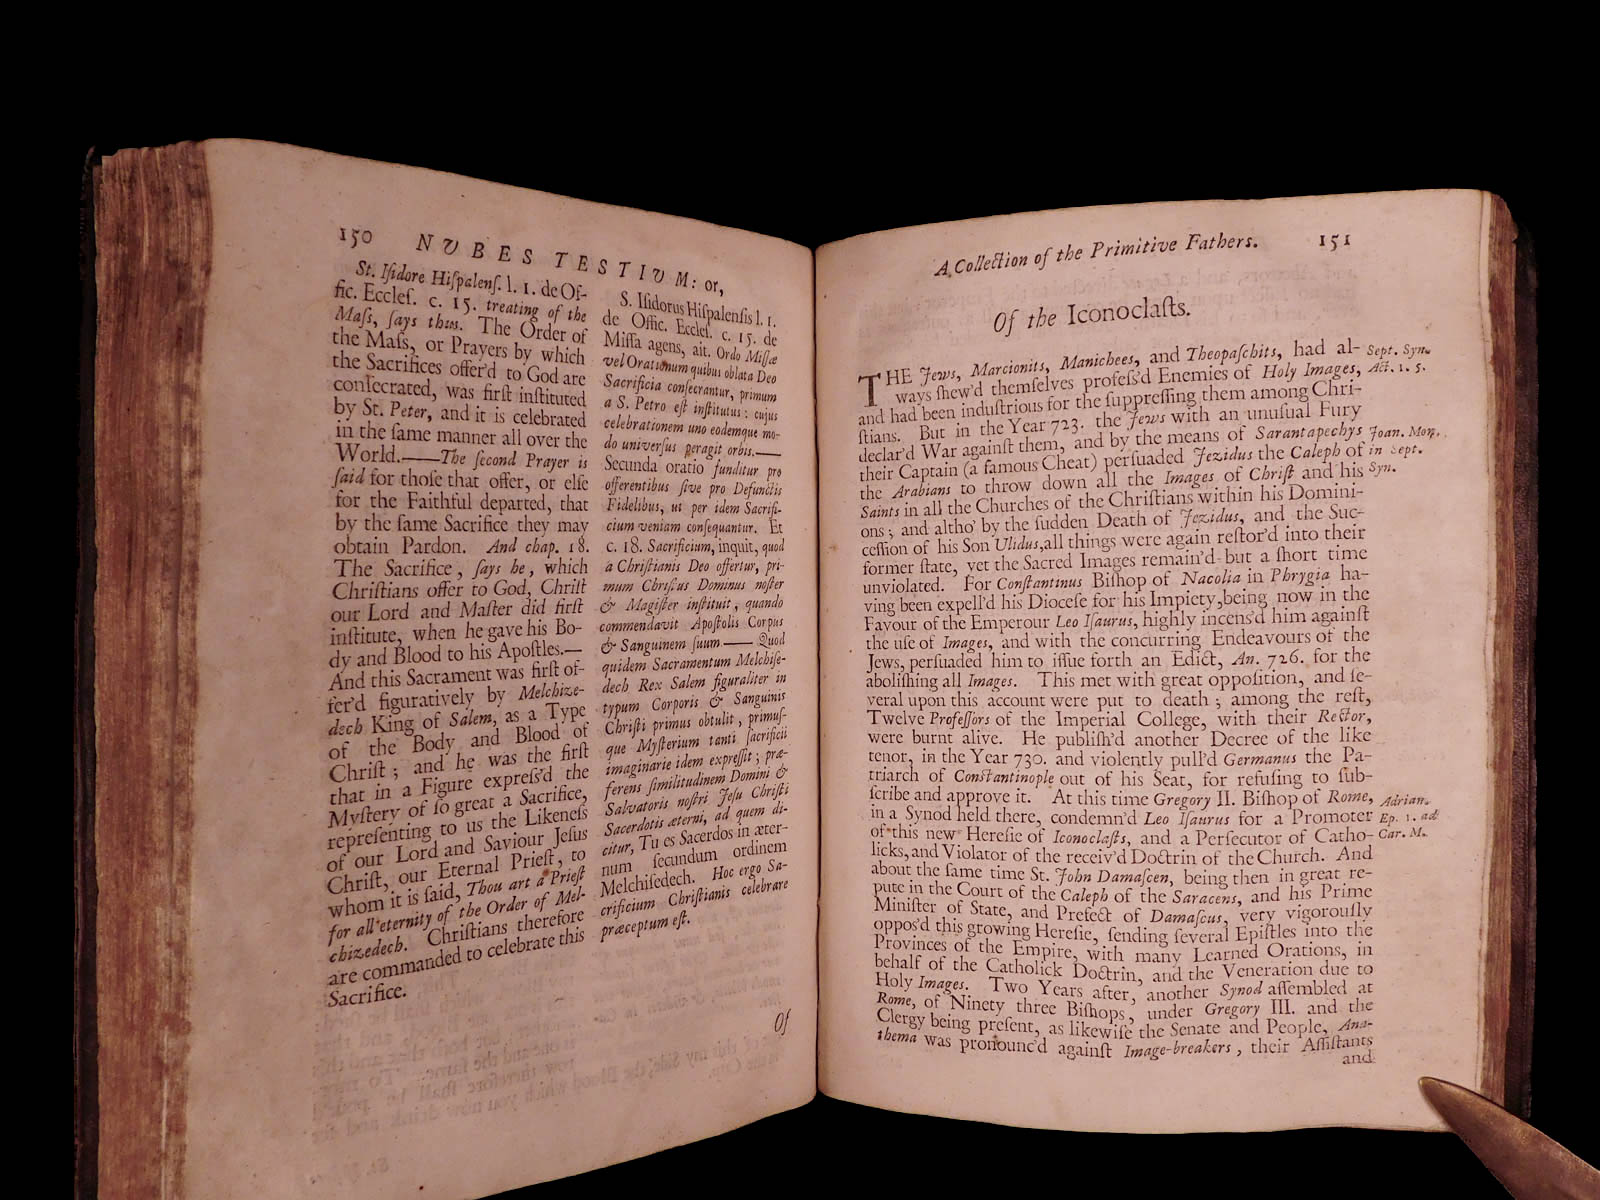 150 NUBES TESTIUM: or,
St. Iſidore Hiſpalenſ. l. 1. de Of-
fic. Eccleſ. c. 15. treating of the
Maſs, ſays thus. The Order of
the Maſs, or Prayers by which
the Sacrifices offer'd to God are
conſecrated, was firſt inſtituted
by St. Peter, and it is celebrated
in the ſame manner all over the
World.——The ſecond Prayer is
ſaid for thoſe that offer, or elſe
for the Faithful departed, that
by the ſame Sacrifice they may
obtain Pardon. And chap. 18.
The Sacrifice, ſays he, which
Chriſtians offer to God, Chriſt
our Lord and Maſter did firſt
inſtitute, when he gave his Bo-
dy and Blood to his Apoſtles.—
And this Sacrament was firſt of-
fer'd figuratively by Melchize-
dech King of Salem, as a Type
of the Body and Blood of
Chriſt; and he was the firſt
that in a Figure expreſs'd the
Myſtery of ſo great a Sacrifice,
repreſenting to us the Likeneſs
of our Lord and Saviour Jeſus
Chriſt, our Eternal Prieſt, to
whom it is ſaid, Thou art a Prieſt
for all eternity of the Order of Mel-
chizedech. Chriſtians therefore
are commanded to celebrate this
Sacrifice.
S. Iſidorus Hiſpalenſis l. 1.
de Offic. Eccleſ. c. 15. de
Miſſa agens, ait. Ordo Miſſæ
vel Orationum quibus oblata Deo
Sacrificia conſecrantur, primum
a S. Petro eſt inſtitutus: cujus
celebrationem uno eodemque mo-
do univerſus peragit orbis.——
Secunda oratio funditur pro
offerentibus ſive pro Defunctis
Fidelibus, ut per idem Sacrifi-
cium veniam conſequantur. Et
c. 18. Sacrificium, inquit, quod
à Chriſtianis Deo offertur, pri-
mum Chriſtus Dominus noſter
& Magiſter inſtituit, quando
commendavit Apoſtolis Corpus
& Sanguinem ſuum—— Quod
quidem Sacramentum Melchiſe-
dech Rex Salem figuraliter in
typum Corporis & Sanguinis
Chriſti primus obtulit, primuſ-
que Myſterium tanti ſacrificii
imaginarie idem expreſſit; præ-
ferens ſimilitudinem Domini &
Salvatoris noſtri Jeſu Chriſti
Sacerdotis æterni, ad quem di-
citur, Tu es Sacerdos in æter-
num ſecundum ordinem
Melchiſedech. Hoc ergo Sa-
crificium Chriſtianis celebrare
præceptum eſt.
Of
A Collection of the Primitive Fathers. 151
Of the Iconoclaſts.
THE Jews, Marcionits, Manichees, and Theopaſchits, had al-
ways ſhew'd themſelves profeſs'd Enemies of Holy Images,
and had been induſtrious for the ſuppreſſing them among Chri-
ſtians. But in the Year 723. the Jews with an unuſual Fury
declar'd War againſt them, and by the means of Sarantapechys
their Captain (a famous Cheat) perſuaded Jezidus the Caleph of
the Arabians to throw down all the Images of Chriſt and his
Saints in all the Churches of the Chriſtians within his Domini-
ons; and altho' by the ſudden Death of Jezidus, and the Suc-
ceſſion of his Son Ulidus, all things were again reſtor'd into their
former ſtate, yet the Sacred Images remain'd but a ſhort time
unviolated. For Conſtantinus Biſhop of Nacolia in Phrygia ha-
ving been expell'd his Dioceſe for his Impiety, being now in the
Favour of the Emperour Leo Iſaurus, highly incens'd him againſt
the uſe of Images, and with the concurring Endeavours of the
Jews, perſuaded him to iſſue forth an Edict, An. 726. for the
aboliſhing all Images. This met with great oppoſition, and ſe-
veral upon this account were put to death; among the reſt,
Twelve Profeſſors of the Imperial College, with their Rector,
were burnt alive. He publiſh'd another Decree of the like
tenor, in the Year 730. and violently pull'd Germanus the Pa-
triarch of Conſtantinople out of his Seat, for refuſing to ſub-
ſcribe and approve it. At this time Gregory II. Biſhop of Rome,
in a Synod held there, condemn'd Leo Iſaurus for a Promoter
of this new Hereſie of Iconoclaſts, and a Perſecutor of Catho-
licks, and Violator of the receiv'd Doctrin of the Church. And
about the ſame time St. John Damaſcen, being then in great re-
pute in the Court of the Caleph of the Saracens, and his Prime
Miniſter of State, and Prefect of Damaſcus, very vigorouſly
oppos'd this growing Hereſie, ſending ſeveral Epiſtles into the
Provinces of the Empire, with many Learned Orations, in
behalf of the Catholick Doctrin, and the Veneration due to
Holy Images. Two Years after, another Synod aſſembled at
Rome, of Ninety three Biſhops, under Gregory III. and the
Clergy being preſent, as likewiſe the Senate and People, Ana-
thema was pronounc'd againſt Image-breakers, their Aſſiſtants
and
Sept. Syn.
Act. 1. 5.
Joan. Mon.
in Sept.
Syn.
Adrian.
Ep. 1. ad
Car. M.